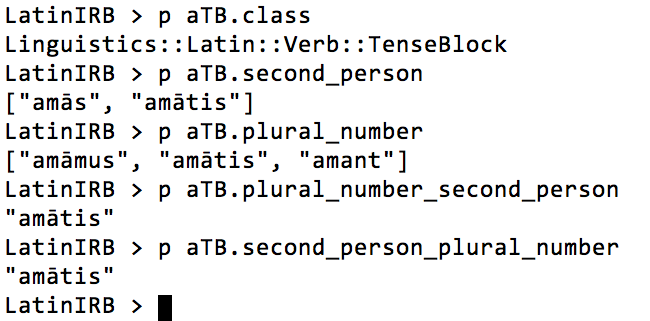 LatinIRB > p aTB.class
Linguistics::Latin::Verb::TenseBlock
LatinIRB > p aTB.second_person
["amās", "amātis"]
LatinIRB > p aTB.plural_number
["amāmus", "amātis", "amant"]
LatinIRB > p aTB.plural_number_second_person
"amātis"
LatinIRB > p aTB.second_person_plural_number
"amātis"
LatinIRB >